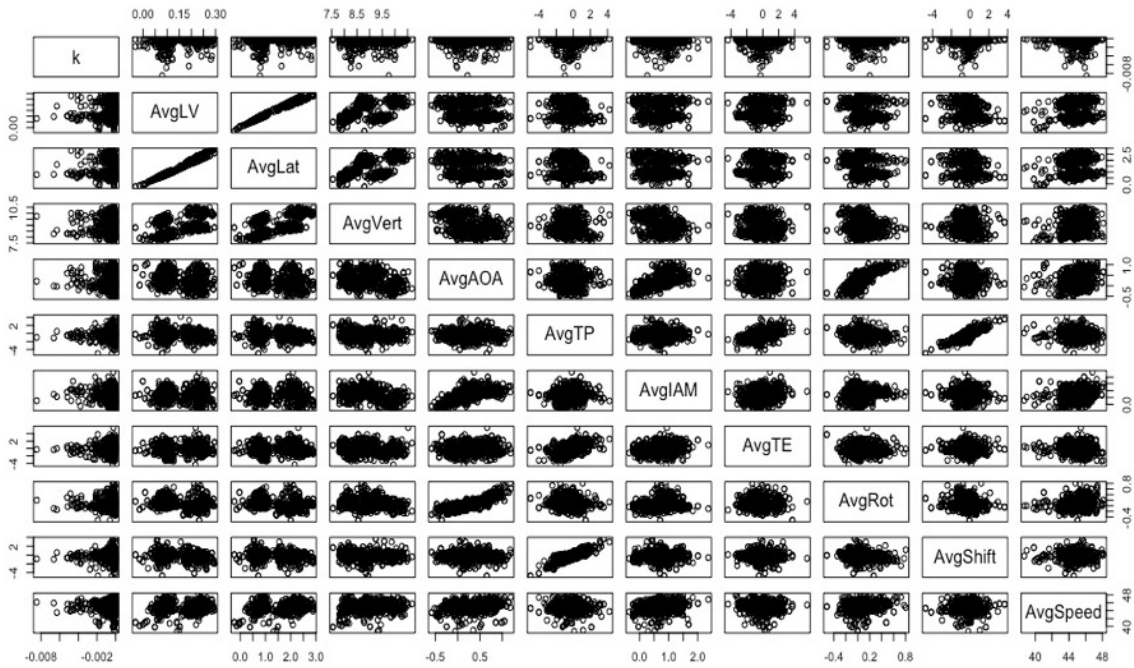 0.00 0.15 0.30 7.5 8.5 9.5 -4 0 2 4 -4 0 2 4 -4 0 2 4
k
-0.008
AvgLV
0.00
AvgLat
2.5
0.0
10.5
AvgVert
7.5
AvgAOA
1.0
-0.5
2
AvgTP
-4
AvgIAM
0.0
2
AvgTE
-4
0.8
AvgRot
-0.4
2
AvgShift
-4
48
AvgSpeed
40
-0.008 -0.002 0.0 1.0 2.0 3.0 -0.5 0.5 0.0 1.0 2.0 -0.4 0.2 0.8 40 44 48